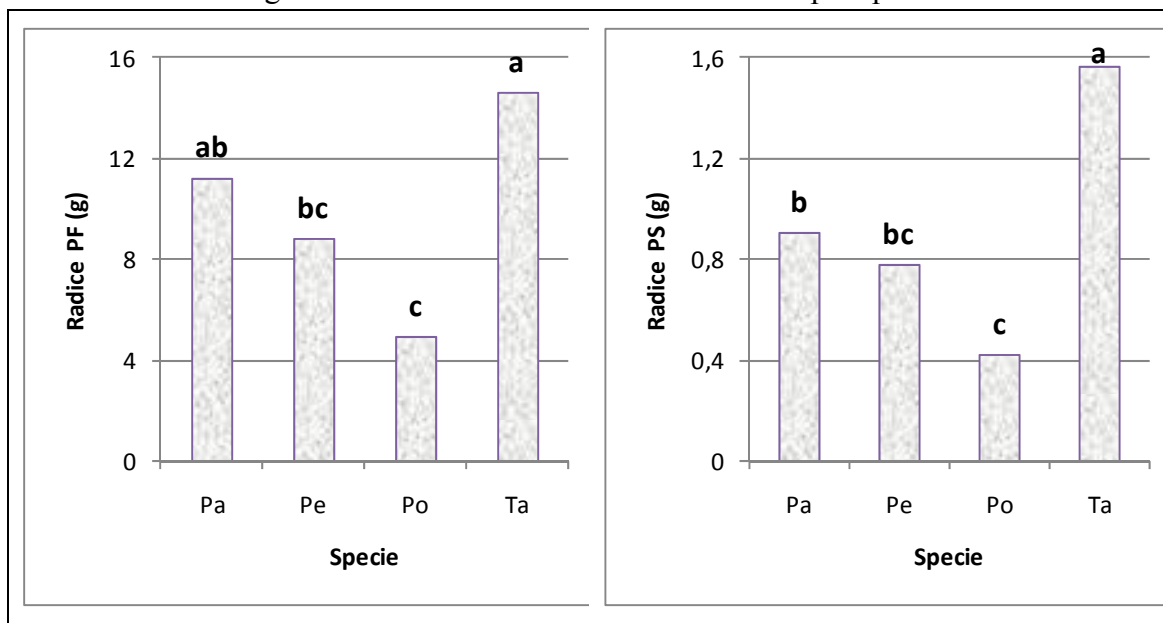 16
12
8
4
0
Radice PF (g)
ab
bc
c
a
Pa Pe Po Ta
Specie
1,6
1,2
0,8
0,4
0
Radice PS (g)
b
bc
c
a
Pa Pe Po Ta
Specie